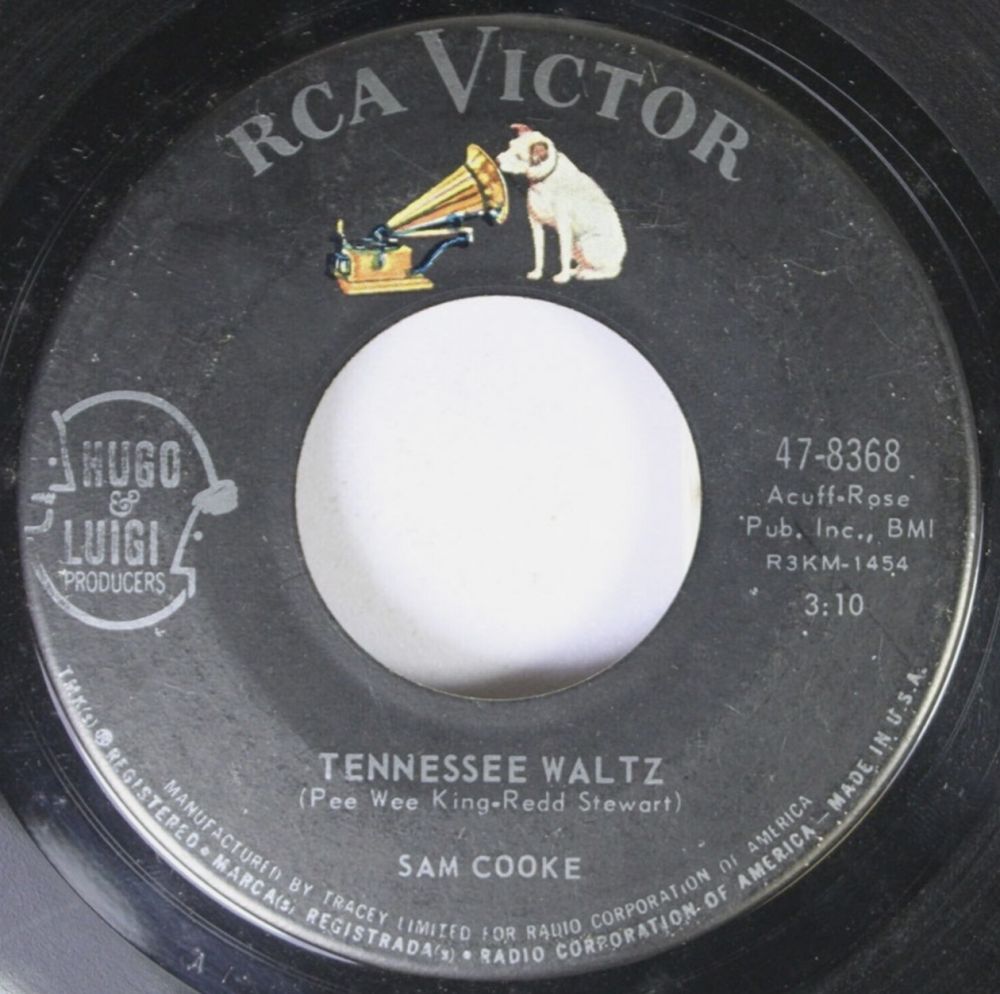 RCA VICTOR
HUGO
&
LUIGI
PRODUCERS
47-8368
Acuff-Rose
Pub. Inc., BMI
R3KM-1454
3:10
TENNESSEE WALTZ
(Pee Wee King-Redd Stewart)
SAM COOKE
MANUFACTURED BY TRACEY LIMITED FOR RADIO CORPORATION OF AMERICA
TMK(s) ® REGISTERED • MARCA(s) REGISTRADA(s) • RADIO CORPORATION OF AMERICA—MADE IN U.S.A.